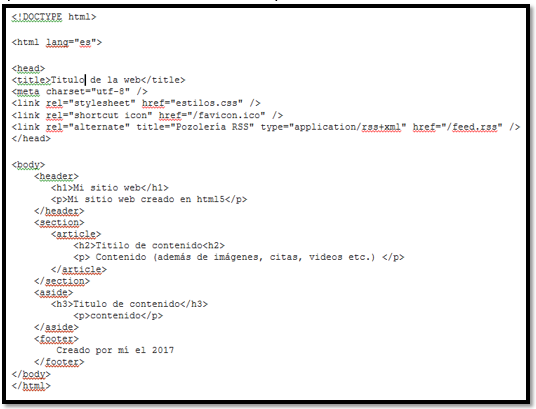 <!DOCTYPE html>
<html lang="es">
<head>
<title>Titulo de la web</title>
<meta charset="utf-8" />
<link rel="stylesheet" href="estilos.css" />
<link rel="shortcut icon" href="/favicon.ico" />
<link rel="alternate" title="Pozoleria RSS" type="application/rss+xml" href="/feed.rss" />
</head>
<body>
<header>
<h1>Mi sitio web</h1>
<p>Mi sitio web creado en html5</p>
</header>
<section>
<article>
<h2>Titilo de contenido<h2>
<p> Contenido (además de imágenes, citas, videos etc.) </p>
</article>
</section>
<aside>
<h3>Titulo de contenido</h3>
<p>contenido</p>
</aside>
<footer>
Creado por mí el 2017
</footer>
</body>
</html>